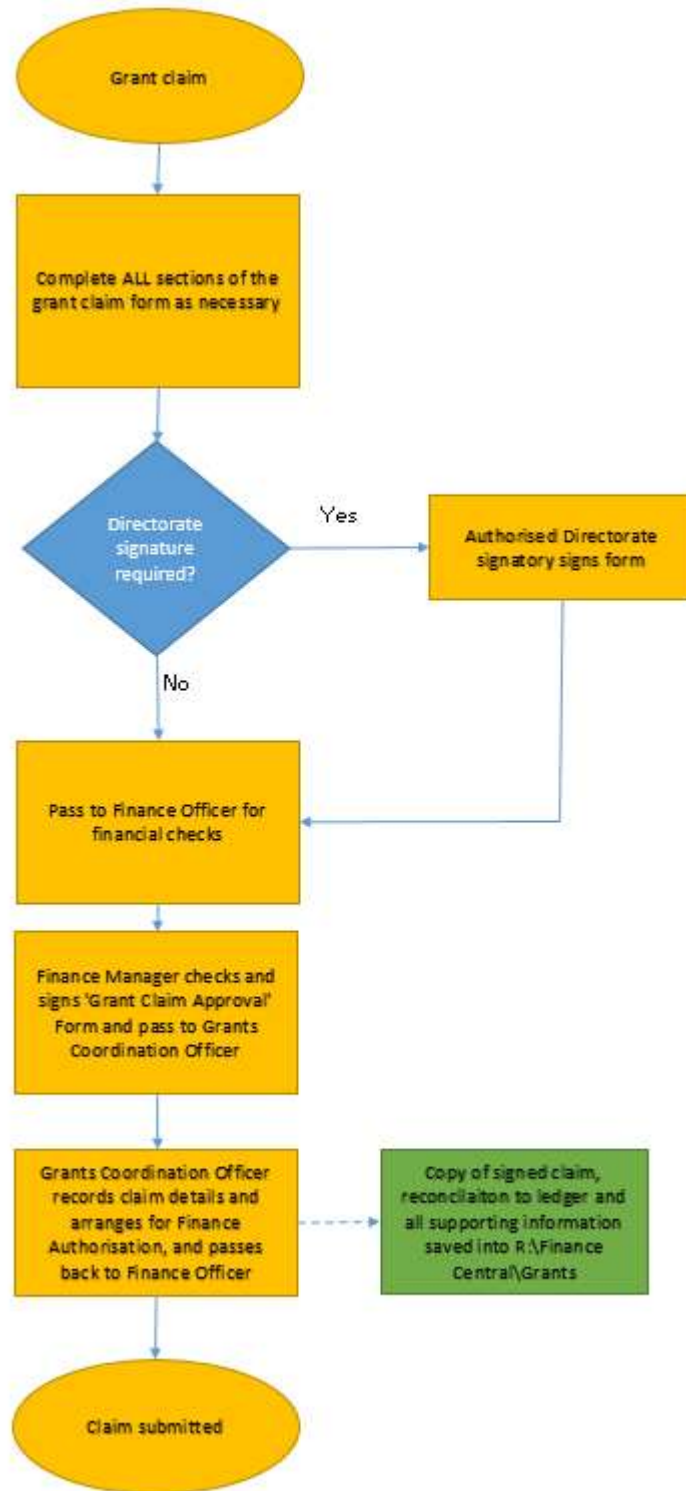 Grant claim
Complete ALL sections of the
grant claim form as necessary
Directorate
signature
required?
Yes
Authorised Directorate
signatory signs form
No
Pass to Finance Officer for
financial checks
Finance Manager checks and
signs 'Grant Claim Approval'
Form and pass to Grants
Coordination Officer
Grants Coordination Officer
records claim details and
arranges for Finance
Authorisation, and passes
back to Finance Officer
Copy of signed claim,
reconcilaiton to ledger and
all supporting information
saved into R:\Finance
Central\Grants
Claim submitted